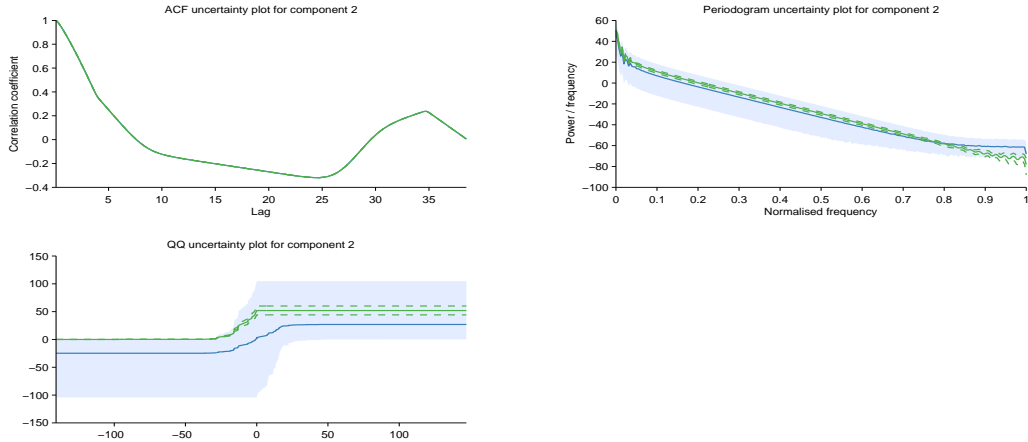 ACF uncertainty plot for component 2
Correlation coefficient
1
0.8
0.6
0.4
0.2
0
−0.2
−0.4
5 10 15 20 25 30 35
Lag
Periodogram uncertainty plot for component 2
Power / frequency
60
40
20
0
−20
−40
−60
−80
−100
0 0.1 0.2 0.3 0.4 0.5 0.6 0.7 0.8 0.9 1
Normalised frequency
QQ uncertainty plot for component 2
150
100
50
0
−50
−100
−150
−100 −50 0 50 100